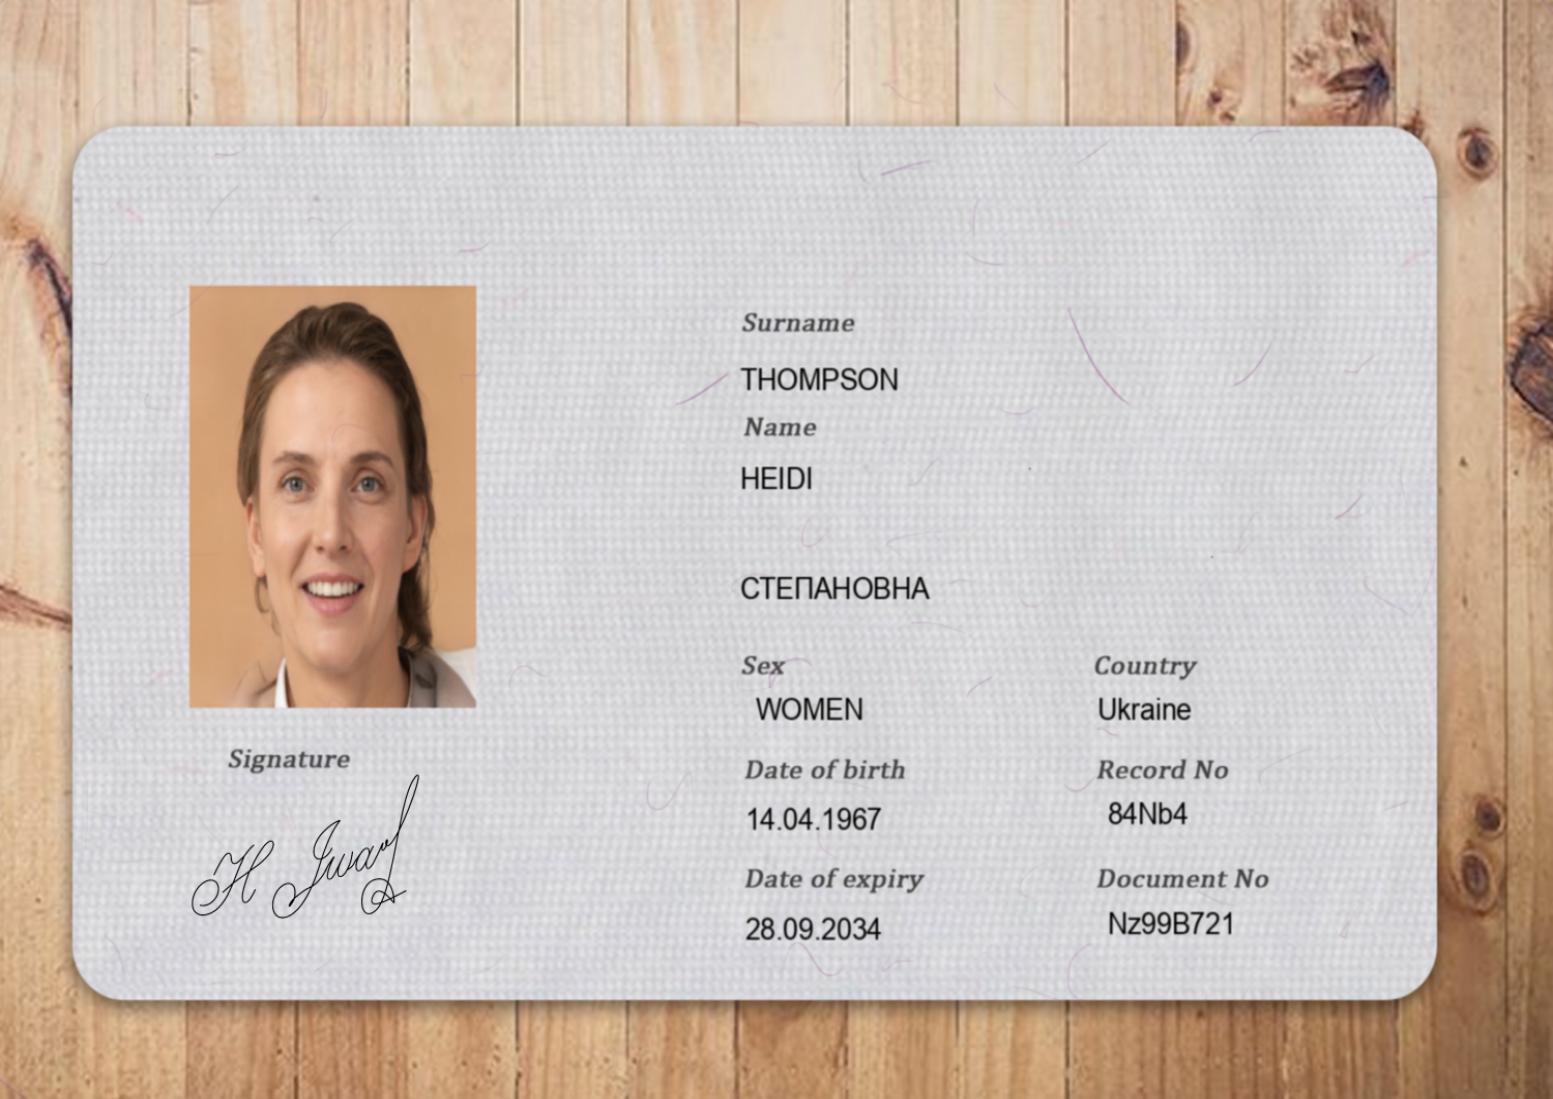 Surname
THOMPSON
Name
HEIDI
СТЕПАНОВНА
Sex
WOMEN
Country
Ukraine
Date of birth
14.04.1967
Record No
84Nb4
Date of expiry
28.09.2034
Document No
Nz99B721
Signature